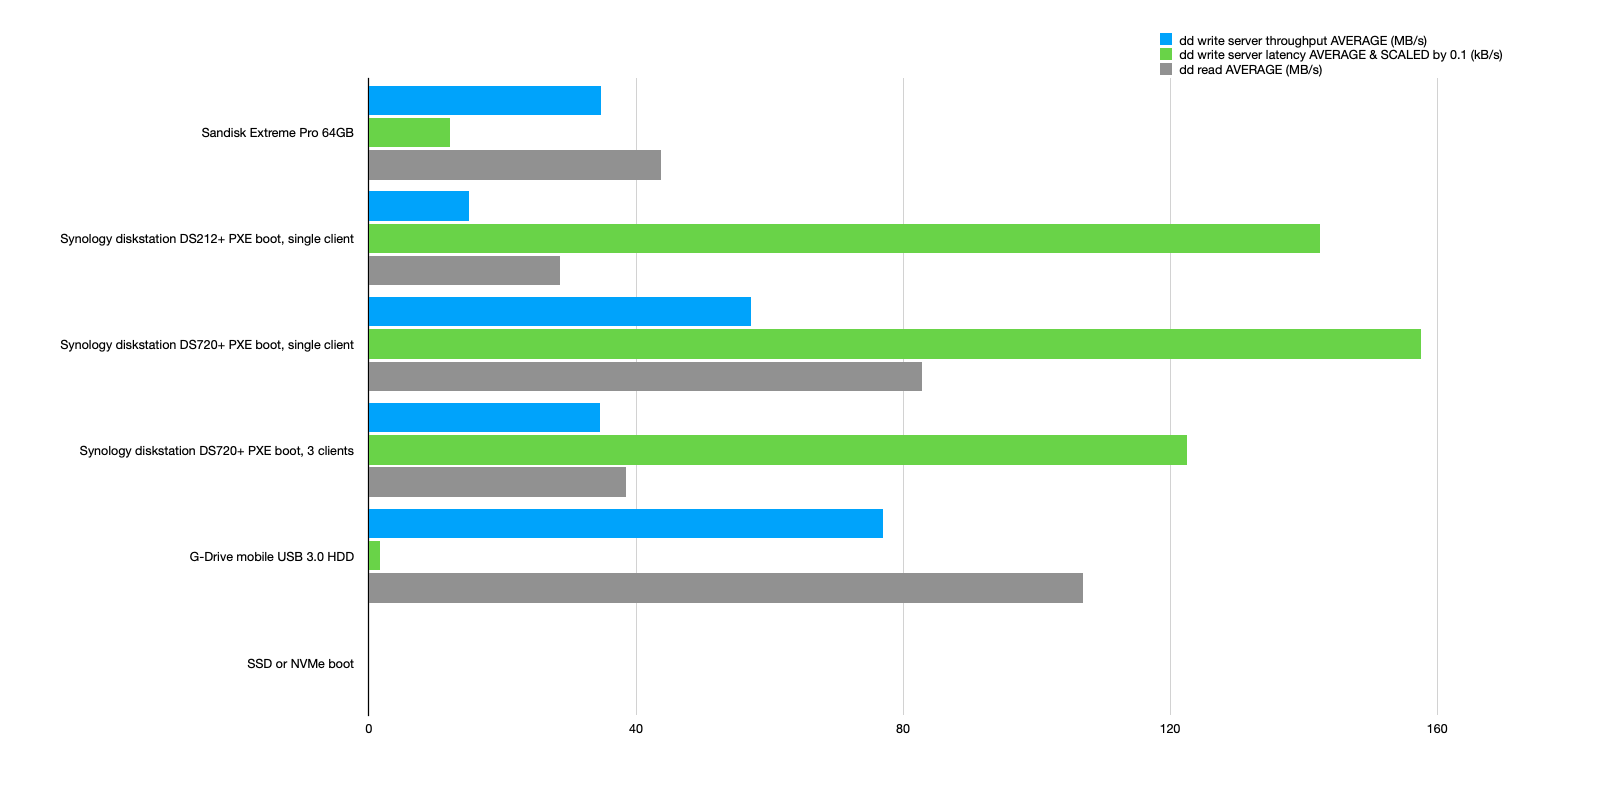 dd write server throughput AVERAGE (MB/s)
dd write server latency AVERAGE & SCALED by 0.1 (kB/s)
dd read AVERAGE (MB/s)
Sandisk Extreme Pro 64GB
Synology diskstation DS212+ PXE boot, single client
Synology diskstation DS720+ PXE boot, single client
Synology diskstation DS720+ PXE boot, 3 clients
G-Drive mobile USB 3.0 HDD
SSD or NVMe boot
0 40 80 120 160